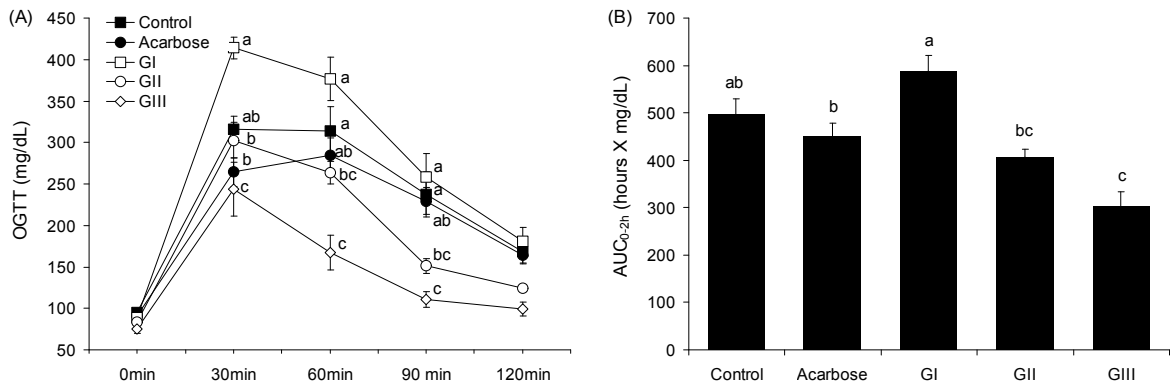 (A)
OGTT (mg/dL)
450
400
350
300
250
200
150
100
50
Control
Acarbose
GI
GII
GIII
a
a
ab
a
b
ab
b
bc
c
c
a
a
ab
bc
c
0min
30min
60min
90 min
120min
(B)
AUC0-2h (hours X mg/dL)
700
600
500
400
300
200
100
0
ab
b
a
bc
c
Control
Acarbose
GI
GII
GIII